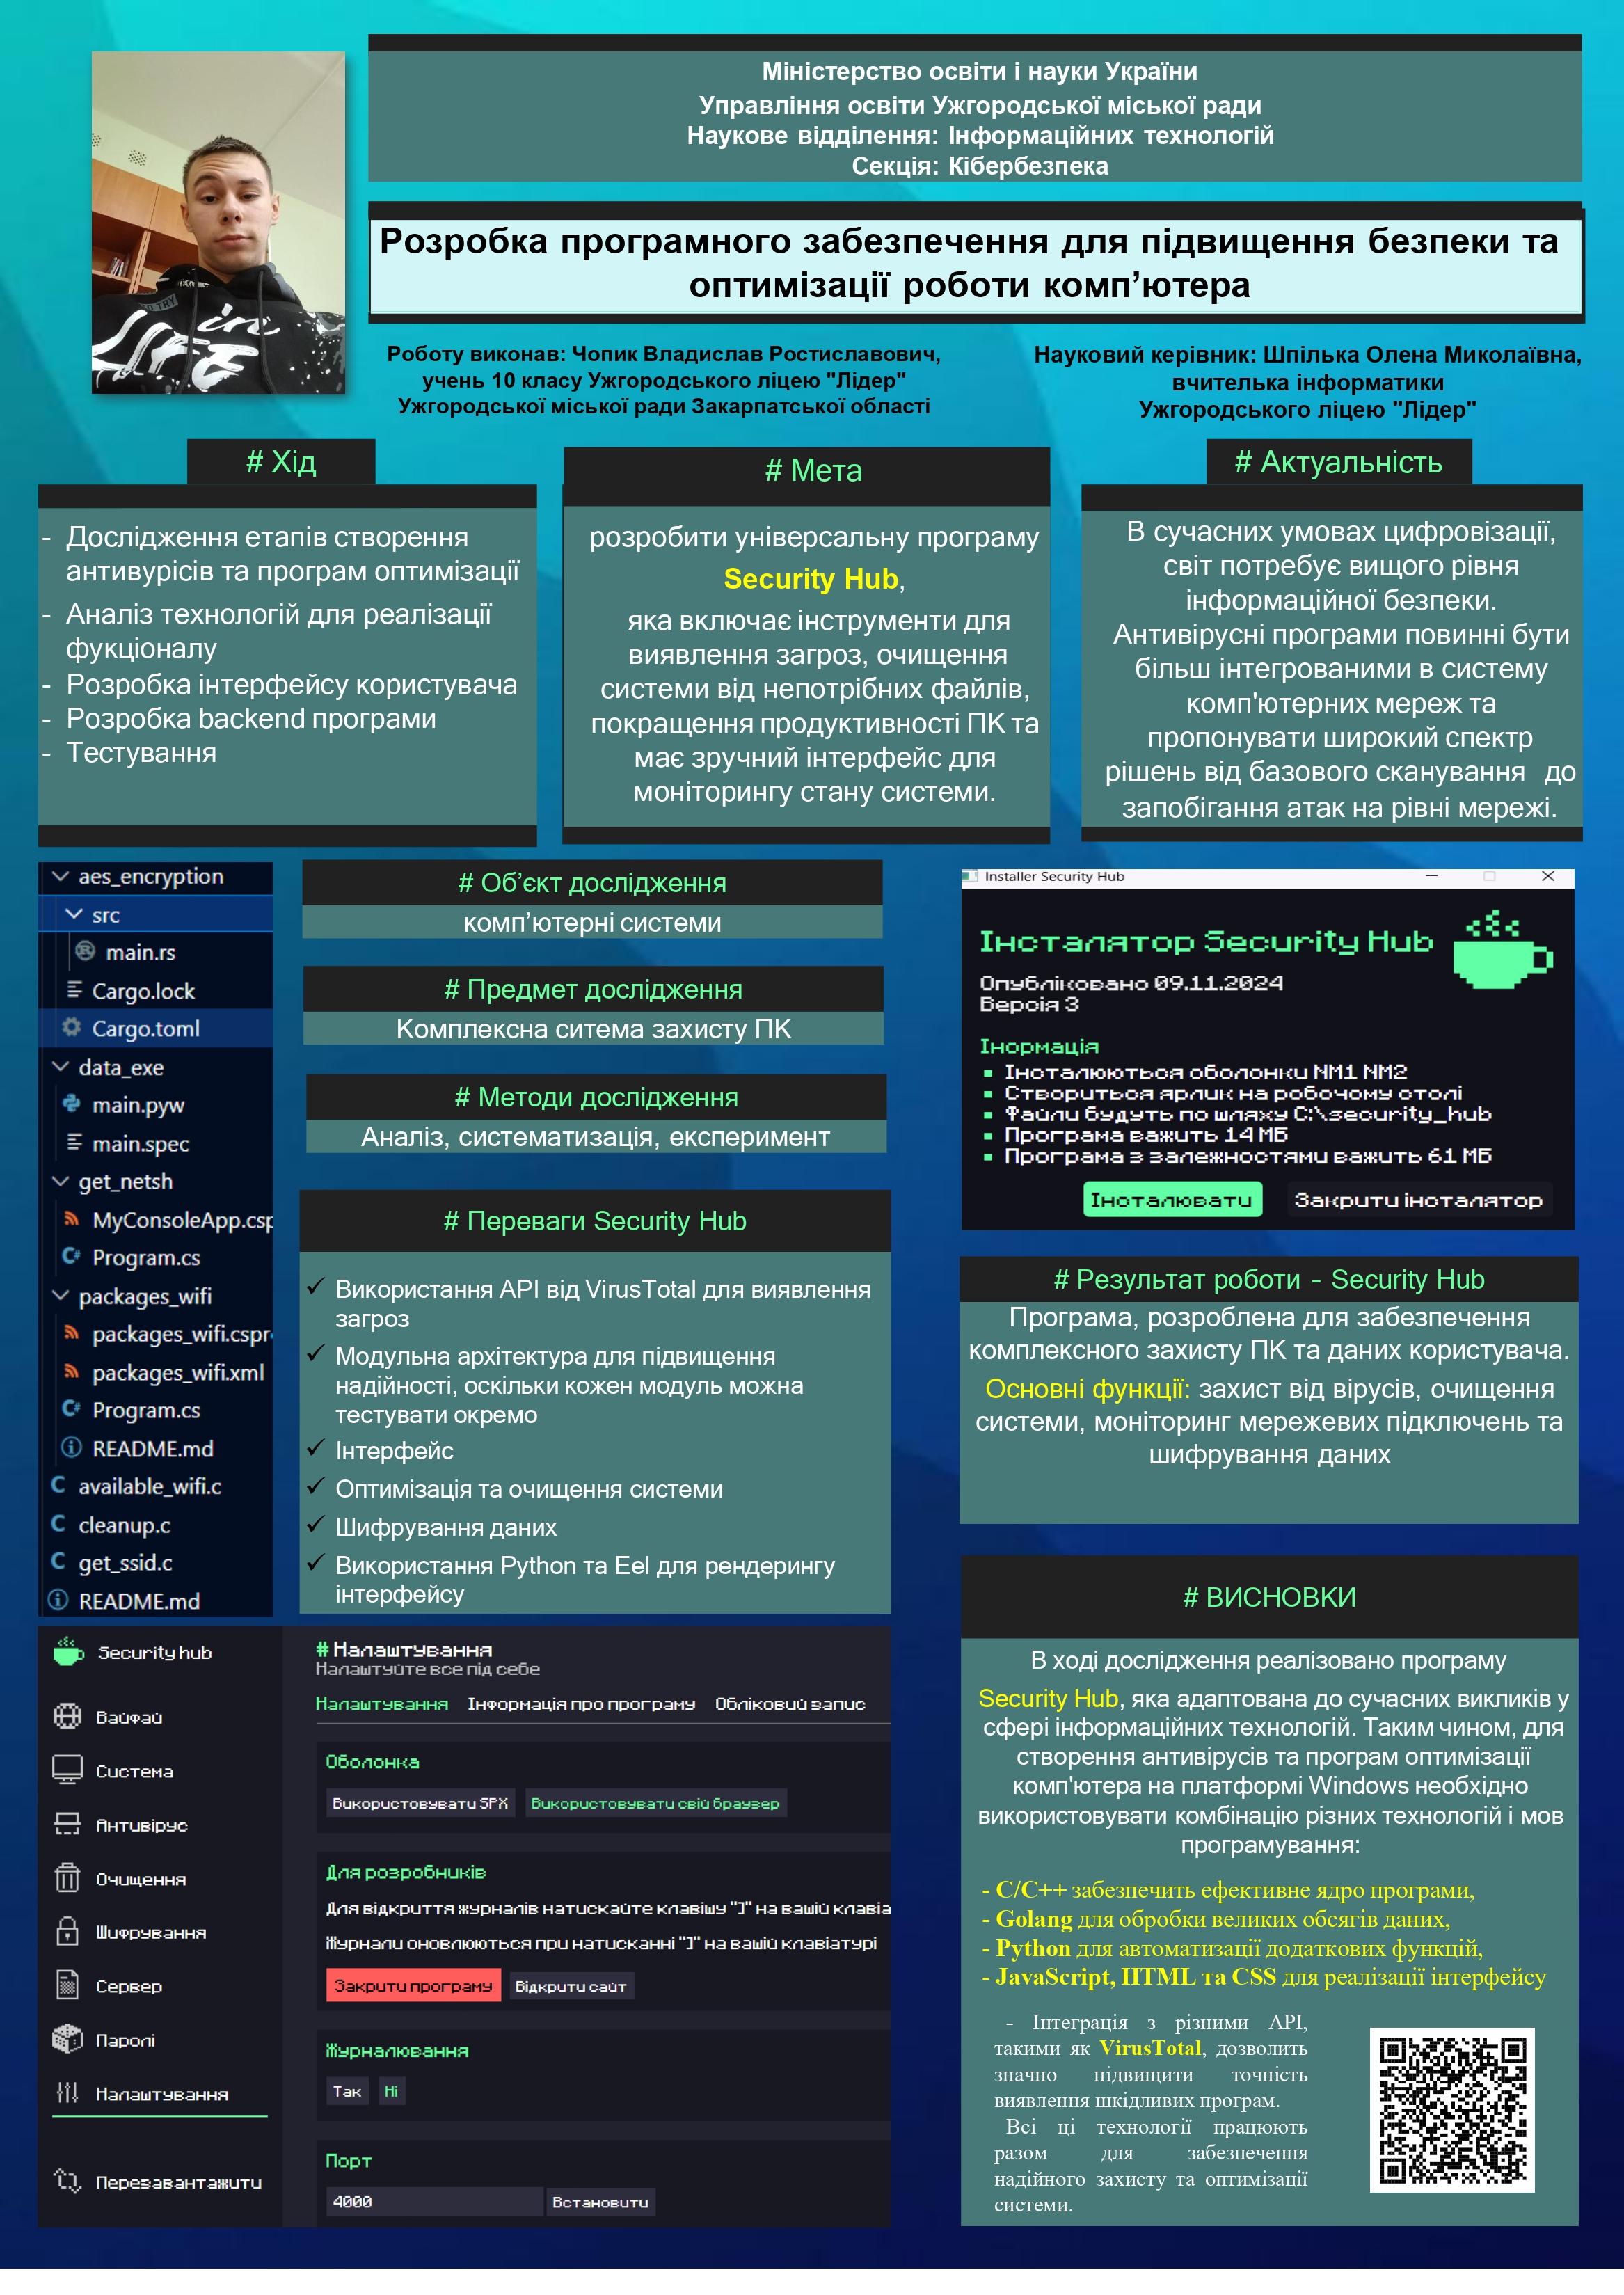 Міністерство освіти і науки України
Управління освіти Ужгородської міської ради
Наукове відділення: Інформаційних технологій
Секція: Кібербезпека
Розробка програмного забезпечення для підвищення безпеки та
оптимізації роботи комп’ютера
Роботу виконав: Чопик Владислав Ростиславович,
учень 10 класу Ужгородського ліцею "Лідер"
Ужгородської міської ради Закарпатської області
Науковий керівник: Шпілька Олена Миколаївна,
вчителька інформатики
Ужгородського ліцею "Лідер"
# Хід
- Дослідження етапів створення
антивурісів та програм оптимізації
- Аналіз технологій для реалізації
фукціоналу
- Розробка інтерфейсу користувача
- Розробка backend програми
- Тестування
# Мета
розробити універсальну програму
Security Hub,
яка включає інструменти для
виявлення загроз, очищення
системи від непотрібних файлів,
покращення продуктивності ПК та
має зручний інтерфейс для
моніторингу стану системи.
# Актуальність
В сучасних умовах цифровізації,
світ потребує вищого рівня
інформаційної безпеки.
Антивірусні програми повинні бути
більш інтегрованими в систему
комп'ютерних мереж та
пропонувати широкий спектр
рішень від базового сканування до
запобігання атак на рівні мережі.
aes_encryption
src
main.rs
Cargo.lock
Cargo.toml
data_exe
main.pyw
main.spec
get_netsh
MyConsoleApp.csp
Program.cs
packages_wifi
packages_wifi.cspr
packages_wifi.xml
Program.cs
README.md
available_wifi.c
cleanup.c
get_ssid.c
README.md
# Об’єкт дослідження
комп’ютерні системи
# Предмет дослідження
Комплексна ситема захисту ПК
# Методи дослідження
Аналіз, систематизація, експеримент
# Переваги Security Hub
✓ Використання API від VirusTotal для виявлення
загроз
✓ Модульна архітектура для підвищення
надійності, оскільки кожен модуль можна
тестувати окремо
✓ Інтерфейс
✓ Оптимізація та очищення системи
✓ Шифрування даних
✓ Використання Python та Eel для рендерингу
інтерфейсу
Installer Security Hub
Інсталятор Security Hub
Опубліковано 09.11.2024
Версія 3
Інормація
Інсталюються оболонки NM1 NM2
Створиться ярлик на робочому столі
Файли будуть по шляху C:\security_hub
Програма важить 14 МБ
Програма з залежностями важить 61 МБ
Інсталювати
Закрити інсталятор
# Результат роботи - Security Hub
Програма, розроблена для забезпечення
комплексного захисту ПК та даних користувача.
Основні функції: захист від вірусів, очищення
системи, моніторинг мережевих підключень та
шифрування даних
Security hub
Вайфай
Система
Антивірус
Очищення
Шифрування
Сервер
Паролі
Налаштування
Перезавантажити
# Налаштування
Налаштуйте все під себе
Налаштування Інформація про програму Обліковий запис
Оболонка
Використовувати SPX Використовувати свій браузер
Для розробників
Для відкриття журналів натискайте клавішу "]" на вашій клавіа
Журнали оновлюються при натисканні "]" на вашій клавіатурі
Закрити програму Відкрити сайт
Журналювання
Так Ні
Порт
4000 Встановити
# ВИСНОВКИ
В ході дослідження реалізовано програму
Security Hub, яка адаптована до сучасних викликів у
сфері інформаційних технологій. Таким чином, для
створення антивірусів та програм оптимізації
комп'ютера на платформі Windows необхідно
використовувати комбінацію різних технологій і мов
програмування:
- C/C++ забезпечить ефективне ядро програми,
- Golang для обробки великих обсягів даних,
- Python для автоматизації додаткових функцій,
- JavaScript, HTML та CSS для реалізації інтерфейсу
- Інтеграція з різними API,
такими як VirusTotal, дозволить
значно підвищити точність
виявлення шкідливих програм.
Всі ці технології працюють
разом для забезпечення
надійного захисту та оптимізації
системи.